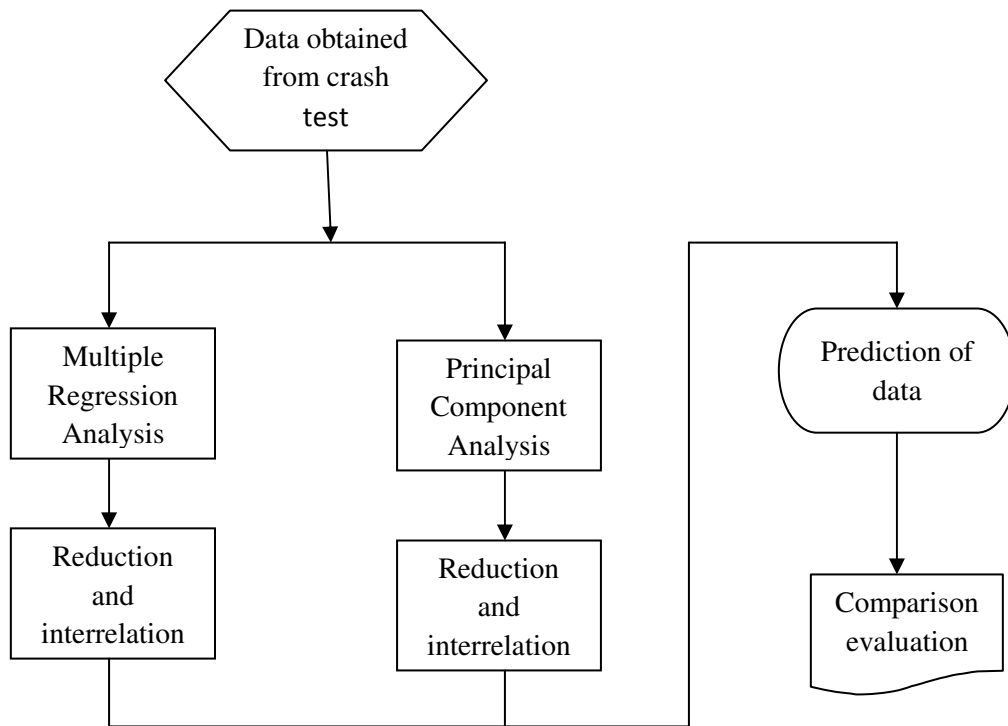 Data obtained
from crash
test
Multiple
Regression
Analysis
Reduction
and
interrelation
Principal
Component
Analysis
Reduction
and
interrelation
Prediction of
data
Comparison
evaluation